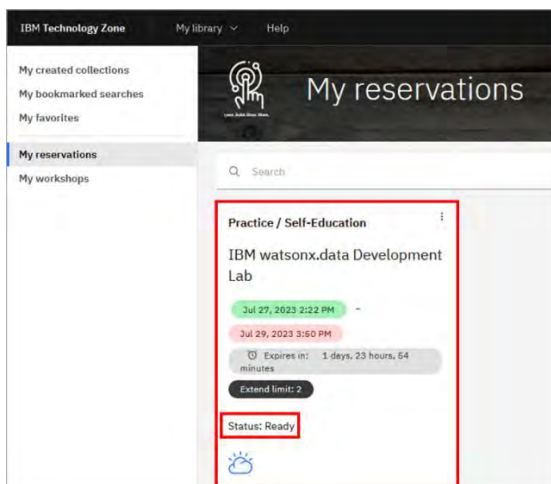 IBM Technology Zone My library Help
My created collections
My bookmarked searches
My favorites
My reservations
My workshops
My reservations
Search
Practice / Self-Education
IBM watsonx.data Development
Lab
Jul 27, 2023 2:22 PM -
Jul 29, 2023 3:60 PM
Expires in: 1 days, 23 hours, 54
minutes
Extend limit: 2
Status: Ready